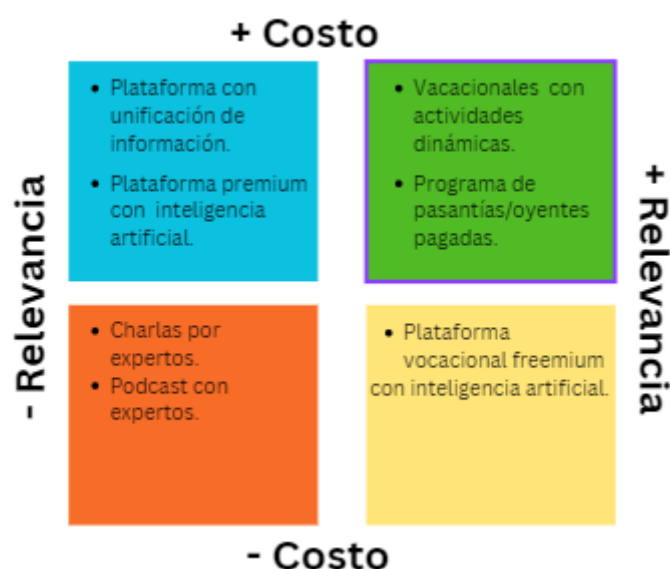 + Costo
- Relevancia
• Plataforma con
unificación de
información.
• Plataforma premium
con inteligencia
artificial.
• Vacacionales con
actividades
dinámicas.
• Programa de
pasantías/oyentes
pagadas.
+ Relevancia
• Charlas por
expertos.
• Podcast con
expertos.
• Plataforma
vocacional freemium
con inteligencia artificial.
- Costo